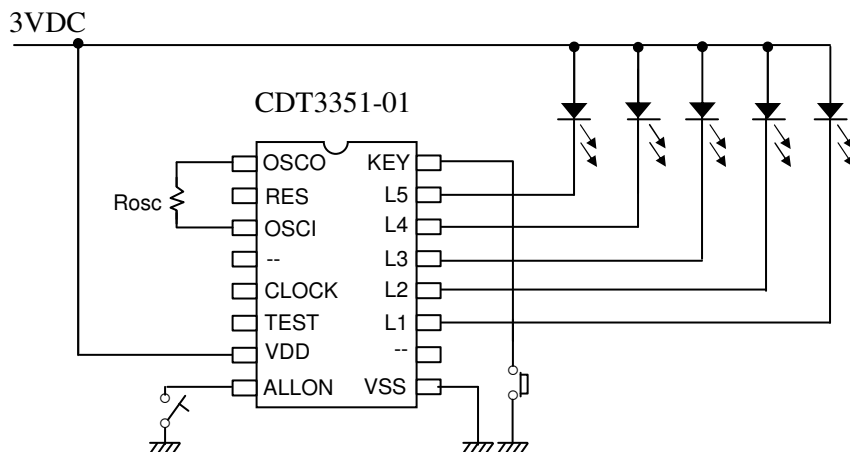 3VDC
CDT3351-01
Rosc
OSCO KEY
RES L5
OSCI L4
-- L3
CLOCK L2
TEST L1
VDD --
ALLON VSS